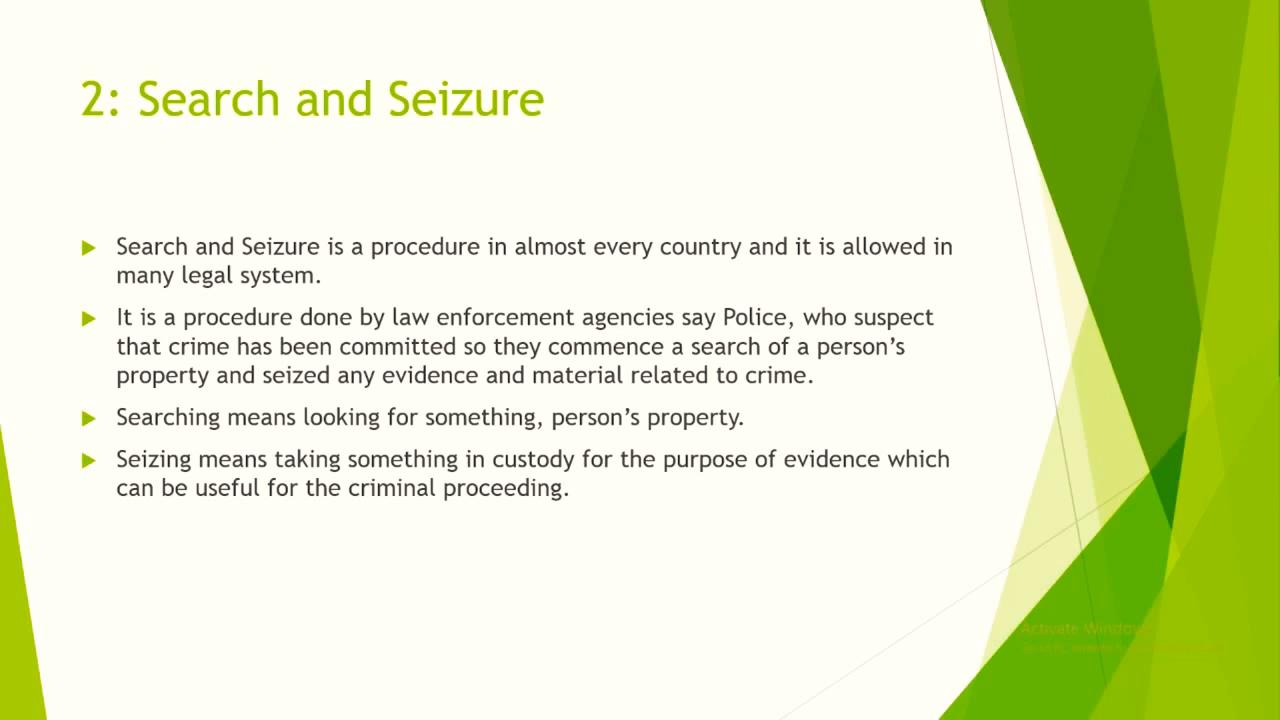 2: Search and Seizure
Search and Seizure is a procedure in almost every country and it is allowed in
many legal system.
It is a procedure done by law enforcement agencies say Police, who suspect
that crime has been committed so they commence a search of a person’s
property and seized any evidence and material related to crime.
Searching means looking for something, person’s property.
Seizing means taking something in custody for the purpose of evidence which
can be useful for the criminal proceeding.
Activate Windows